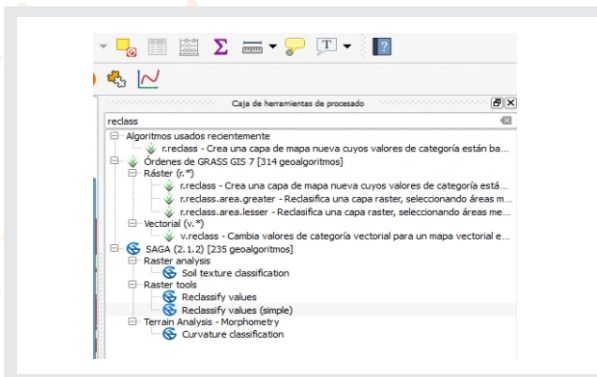 Caja de herramientas de procesado
reclass
Algoritmos usados recientemente
r.reclass - Crea una capa de mapa nueva cuyos valores de categoría están ba...
Órdenes de GRASS GIS 7 [314 geoalgoritmos]
Ráster (r.*)
r.reclass - Crea una capa de mapa nueva cuyos valores de categoría está...
r.reclass.area.greater - Reclasifica una capa raster, seleccionando áreas m...
r.reclass.area.lesser - Reclasifica una capa raster, seleccionando áreas me...
Vectorial (v.*)
v.reclass - Cambia valores de categoría vectorial para un mapa vectorial e...
SAGA (2.1.2) [235 geoalgoritmos]
Raster analysis
Soil texture classification
Raster tools
Reclassify values
Reclassify values (simple)
Terrain Analysis - Morphometry
Curvature classification